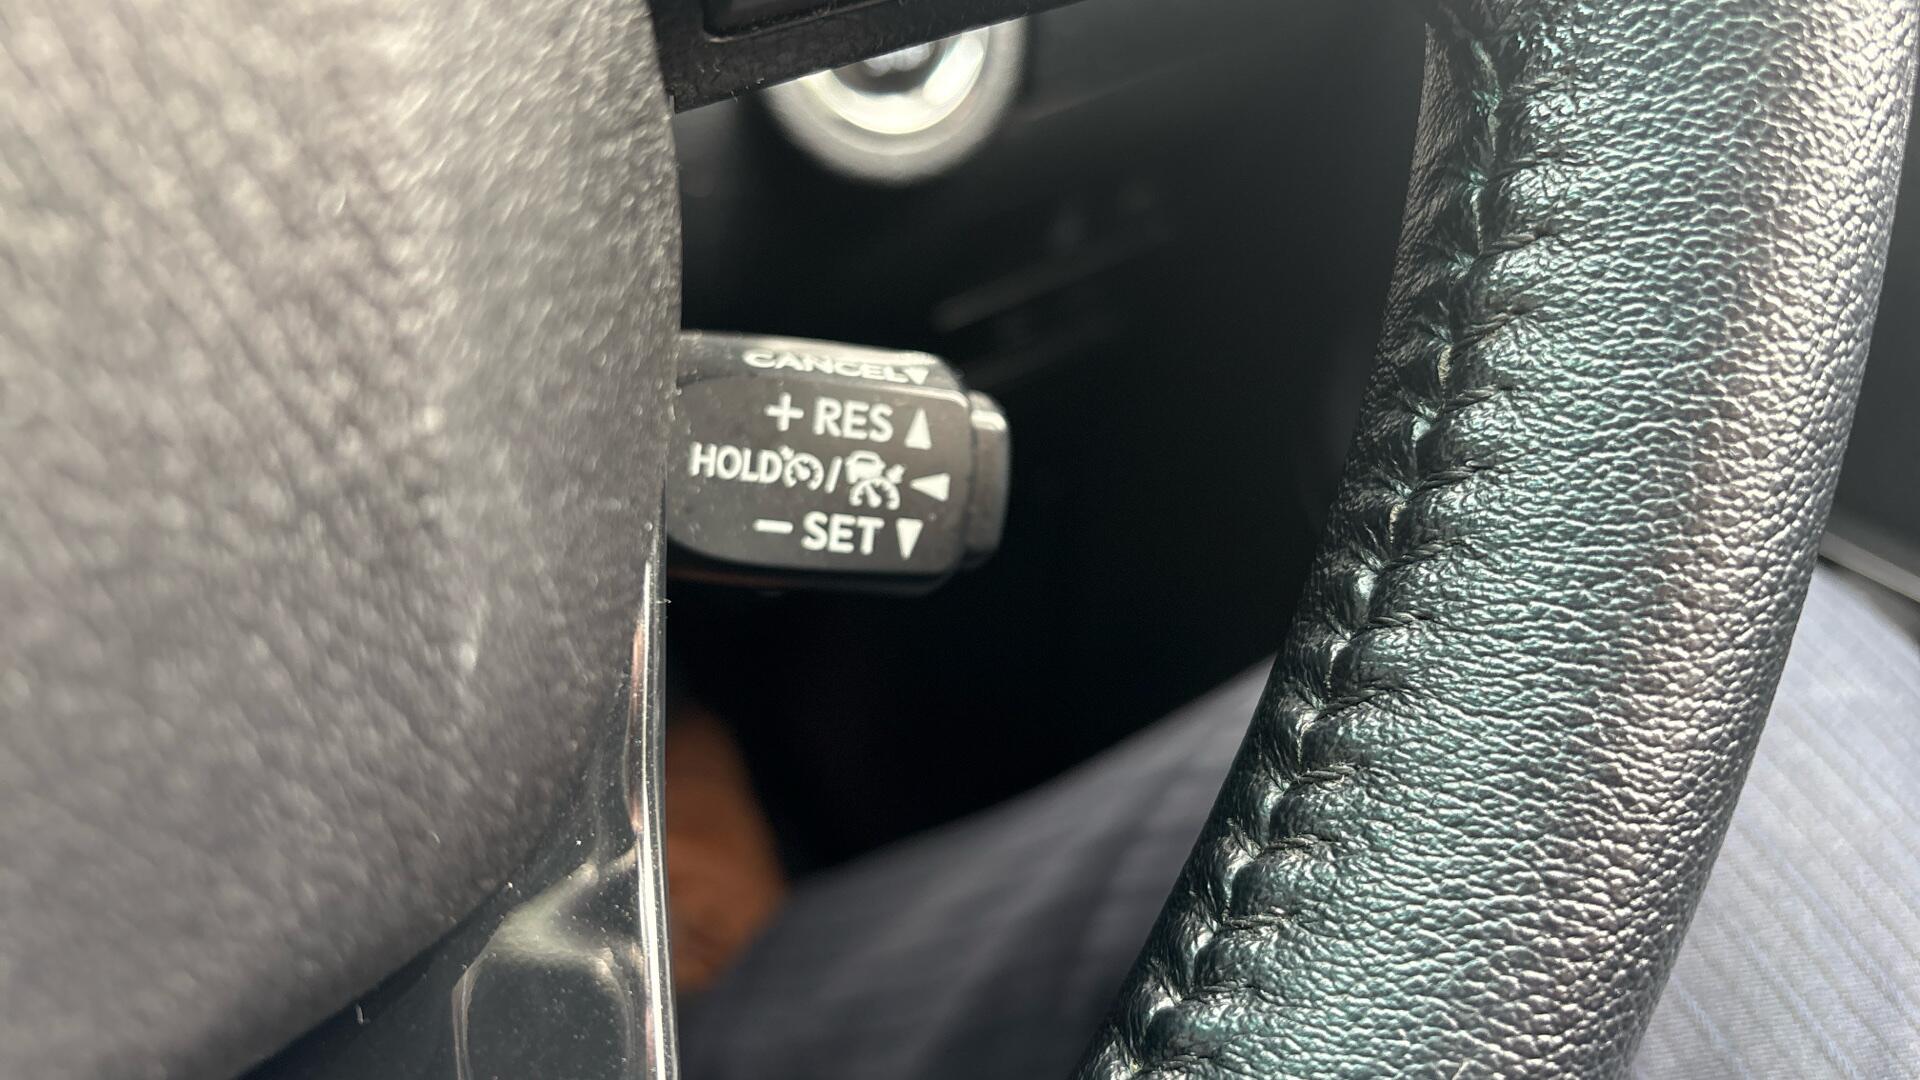 CANCEL▼
+ RES ▲
HOLD / ◀
− SET ▼